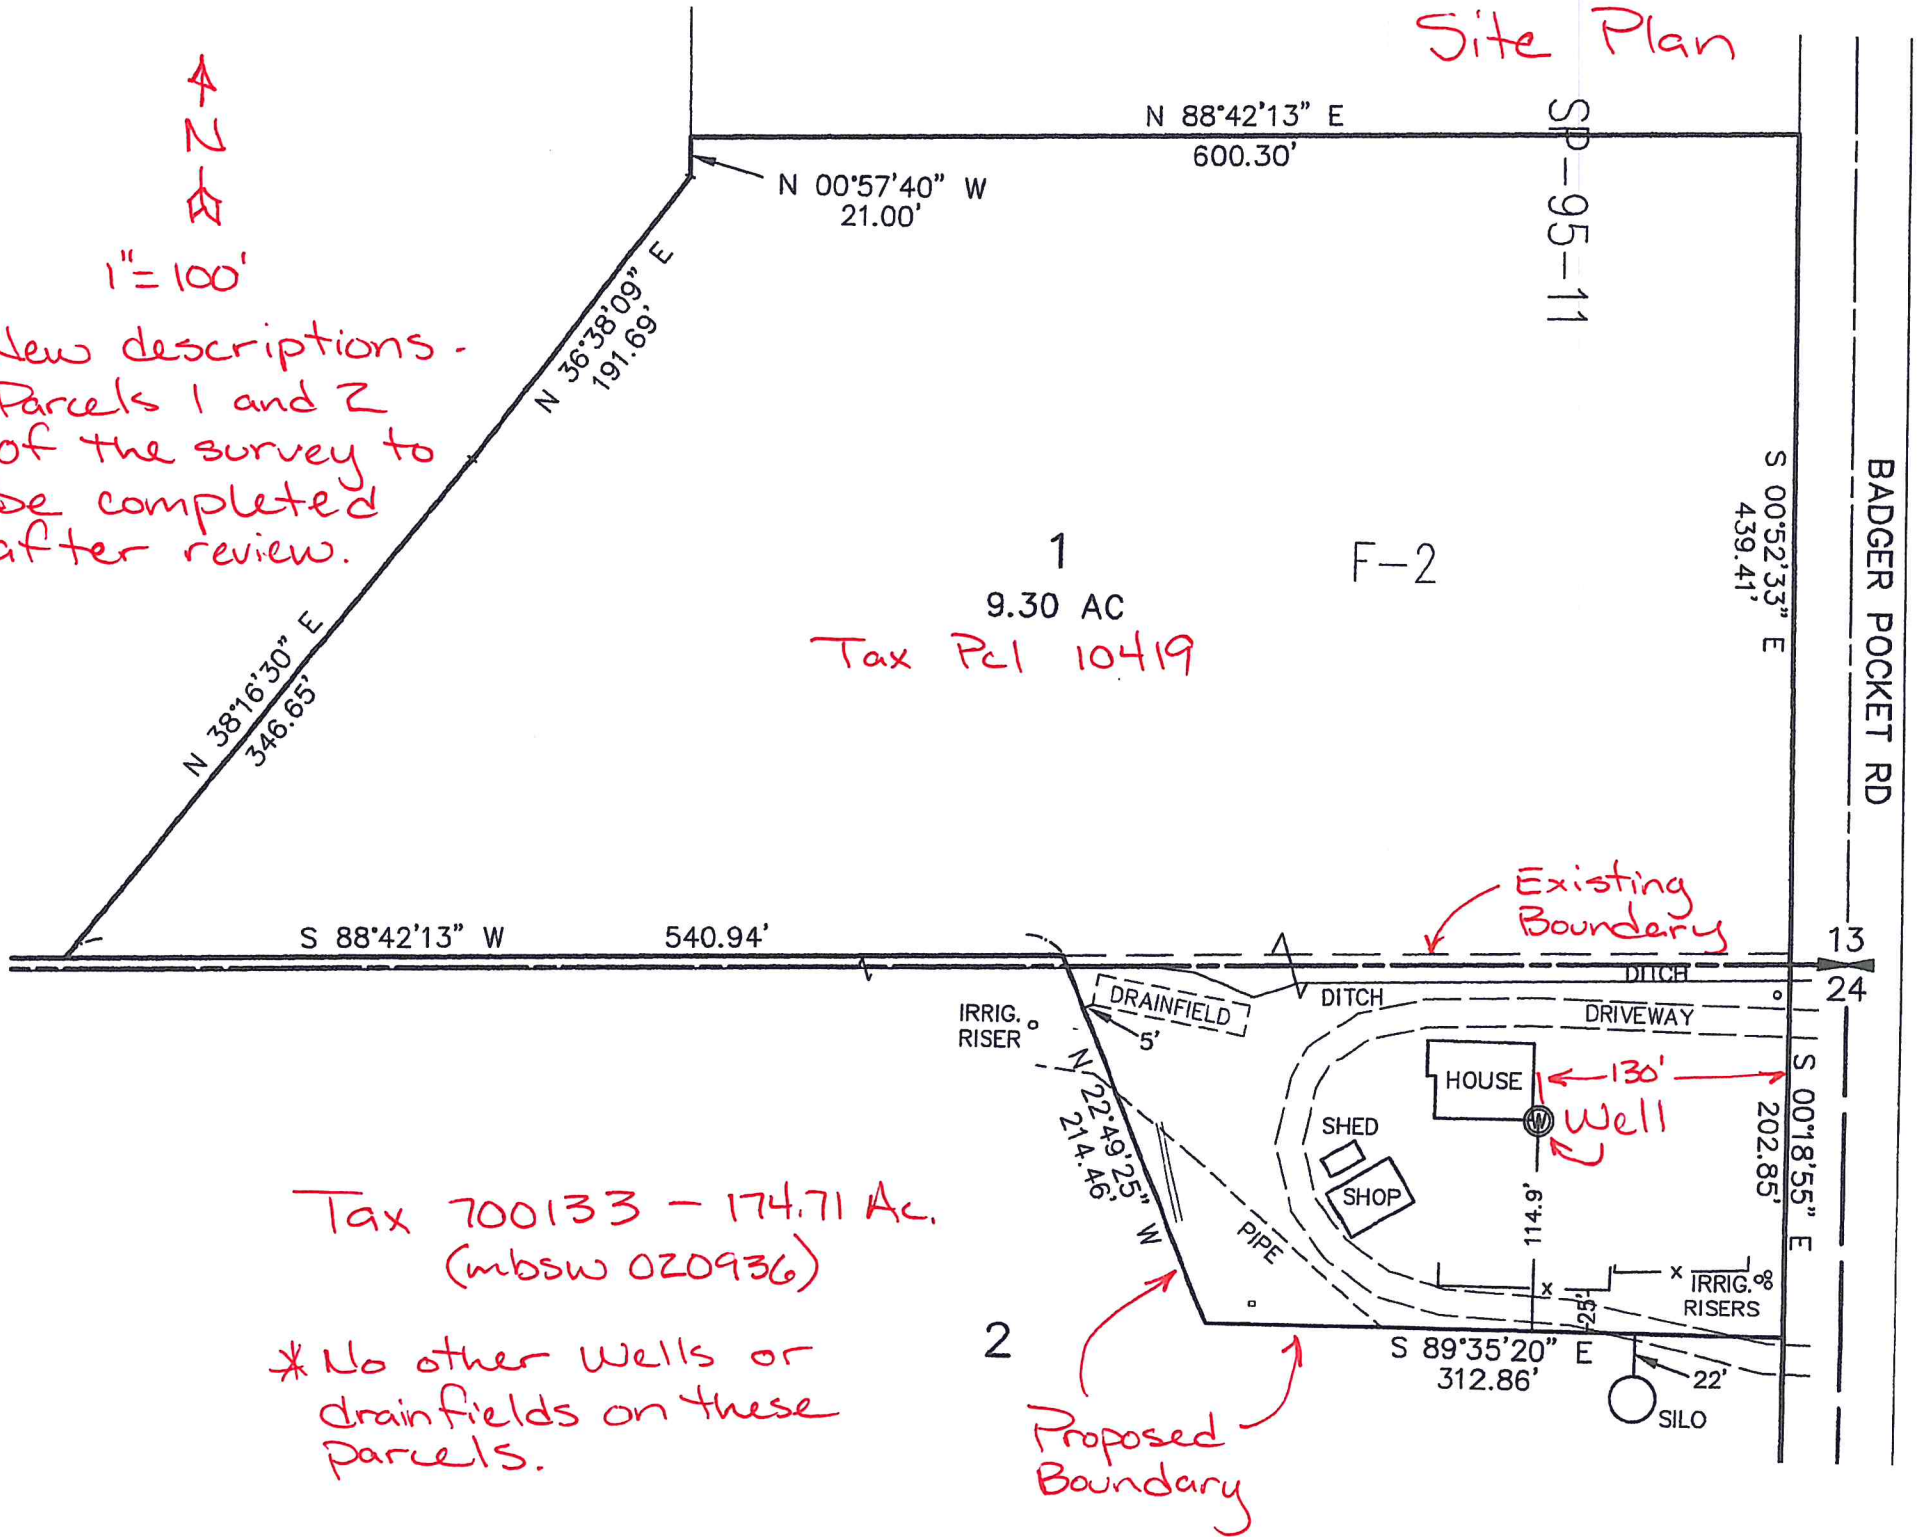 Site Plan
N
1"=100'
New descriptions -
Parcels 1 and 2
of the survey to
be completed
after review.
N 88°42'13" E
600.30'
N 00°57'40" W
21.00'
SP-95-11
N 36°38'09" E
191.69'
N 38°16'30" E
346.65'
1
9.30 AC
Tax Pcl 10419
F-2
S 00°52'33" E
439.41'
BADGER POCKET RD
Existing
Boundary
S 88°42'13" W 540.94'
13
24
DITCH
DITCH
DRAINFIELD
DRIVEWAY
IRRIG.
RISER
5'
N 22°49'25" W
214.46'
HOUSE
130'
W
Well
SHED
SHOP
PIPE
114.9'
S 00°18'55" E
202.85'
X
X
25'
IRRIG.
RISERS
Tax 700133 - 174.71 Ac.
(mbsw 020936)
2
S 89°35'20" E
312.86'
22'
SILO
* No other wells or
drainfields on these
parcels.
Proposed
Boundary